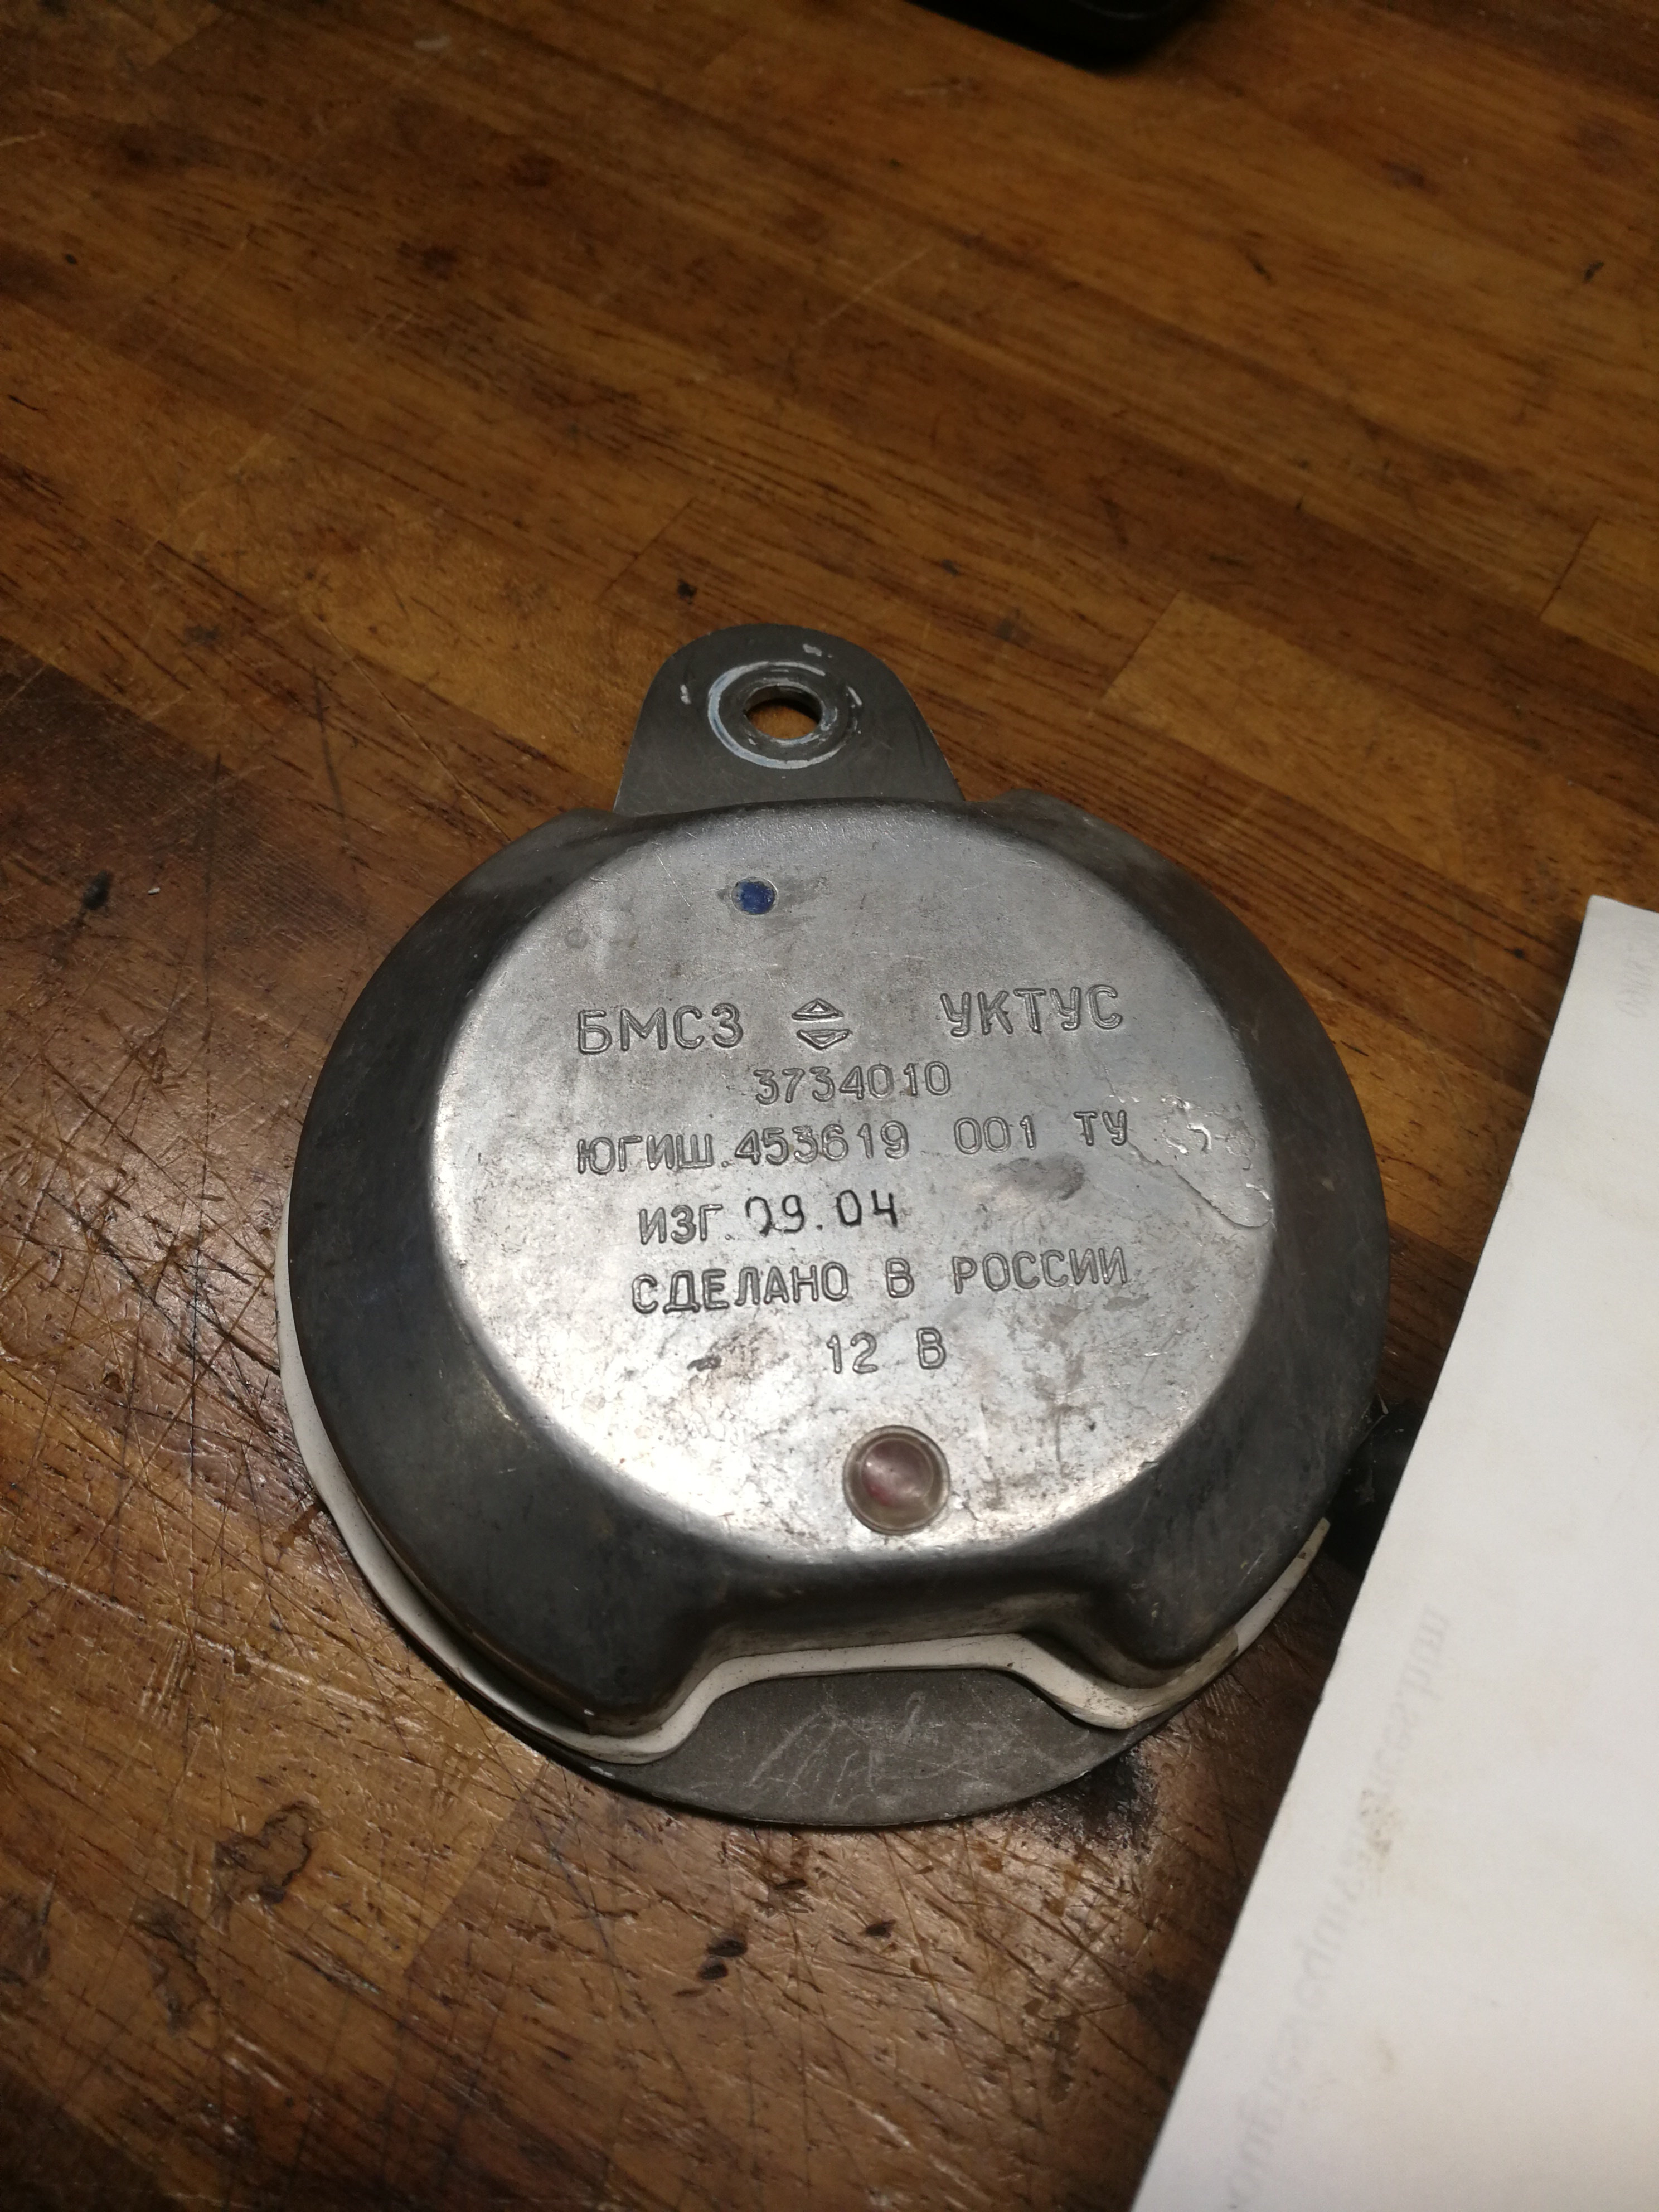 БМСЗ УКТУС
3734010
ЮГИШ.453619 001 ТУ
ИЗГ. 09.04
СДЕЛАНО В РОССИИ
12 В